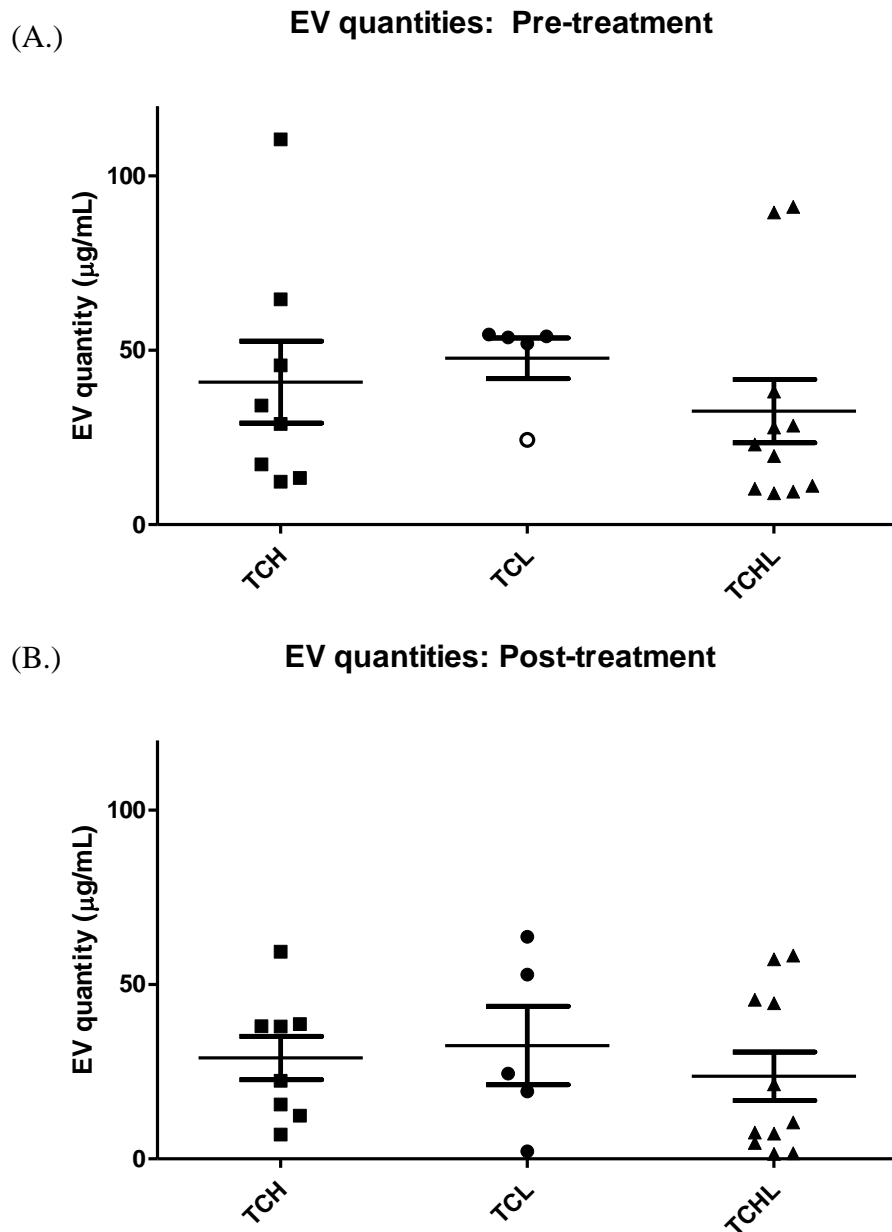 (A.)
EV quantities:  Pre-treatment
EV quantity (μg/mL)
100
50
0
TCH
TCL
TCHL
(B.)
EV quantities: Post-treatment
EV quantity (μg/mL)
100
50
0
TCH
TCL
TCHL